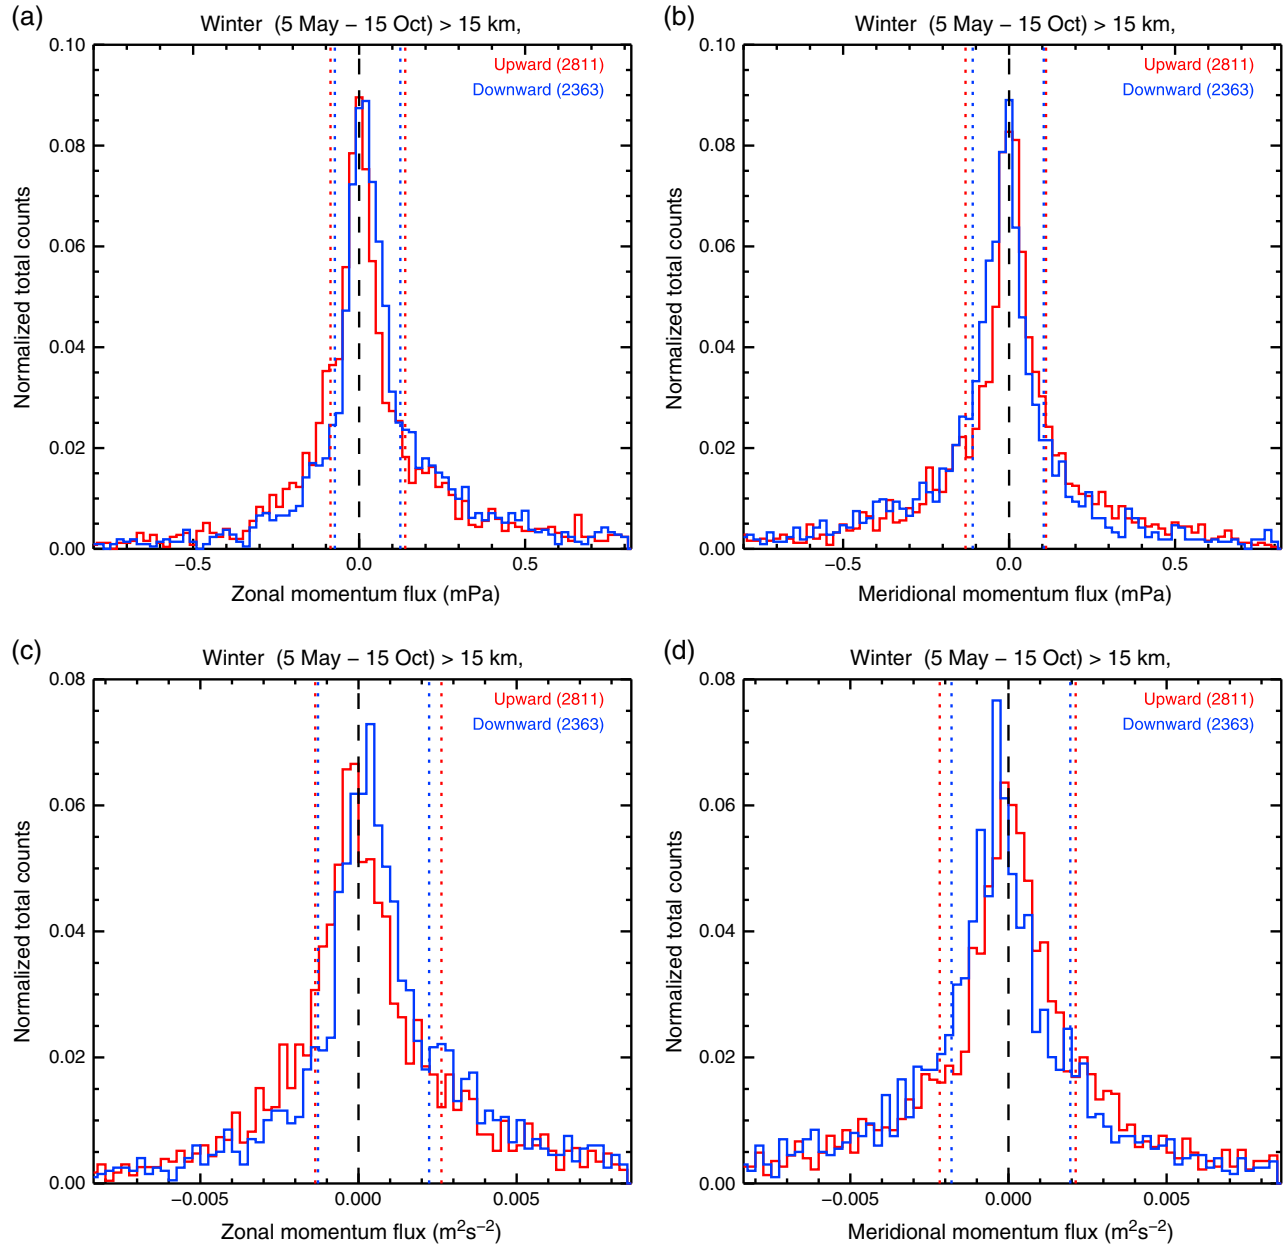 (a)
Winter (5 May − 15 Oct) > 15 km,
Upward (2811)
Downward (2363)
0.10
0.08
0.06
0.04
0.02
0.00
Normalized total counts
−0.5
0.0
0.5
Zonal momentum flux (mPa)
(b)
Winter (5 May − 15 Oct) > 15 km,
Upward (2811)
Downward (2363)
0.10
0.08
0.06
0.04
0.02
0.00
Normalized total counts
−0.5
0.0
0.5
Meridional momentum flux (mPa)
(c)
Winter (5 May − 15 Oct) > 15 km,
Upward (2811)
Downward (2363)
0.08
0.06
0.04
0.02
0.00
Normalized total counts
−0.005
0.000
0.005
Zonal momentum flux (m²s⁻²)
(d)
Winter (5 May − 15 Oct) > 15 km,
Upward (2811)
Downward (2363)
0.08
0.06
0.04
0.02
0.00
Normalized total counts
−0.005
0.000
0.005
Meridional momentum flux (m²s⁻²)